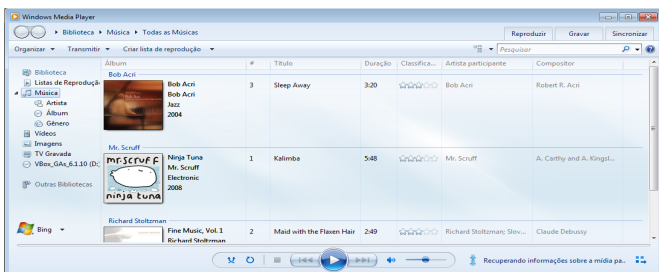 Windows Media Player
Biblioteca ▸ Música ▸ Todas as Músicas
Reproduzir Gravar Sincronizar
Organizar Transmitir Criar lista de reprodução Pesquisar
Álbum # Título Duração Classifica... Artista participante Compositor
Biblioteca
Listas de Reproduçã
Música
Artista
Álbum
Gênero
Vídeos
Imagens
TV Gravada
VBox_GAs_6.1.10 (D:)
Outras Bibliotecas
Bing
Bob Acri
Bob Acri 3 Sleep Away 3:20 Bob Acri Robert R. Acri
Bob Acri
Jazz
2004
Mr. Scruff
mr.scruff
ninja tuna
Ninja Tuna 1 Kalimba 5:48 Mr. Scruff A. Carthy and A. Kingsl...
Mr. Scruff
Electronic
2008
Richard Stoltzman
Fine Music, Vol. 1 2 Maid with the Flaxen Hair 2:49 Richard Stoltzman; Slov... Claude Debussy
Richard Stoltzman
Recuperando informações sobre a mídia pa..